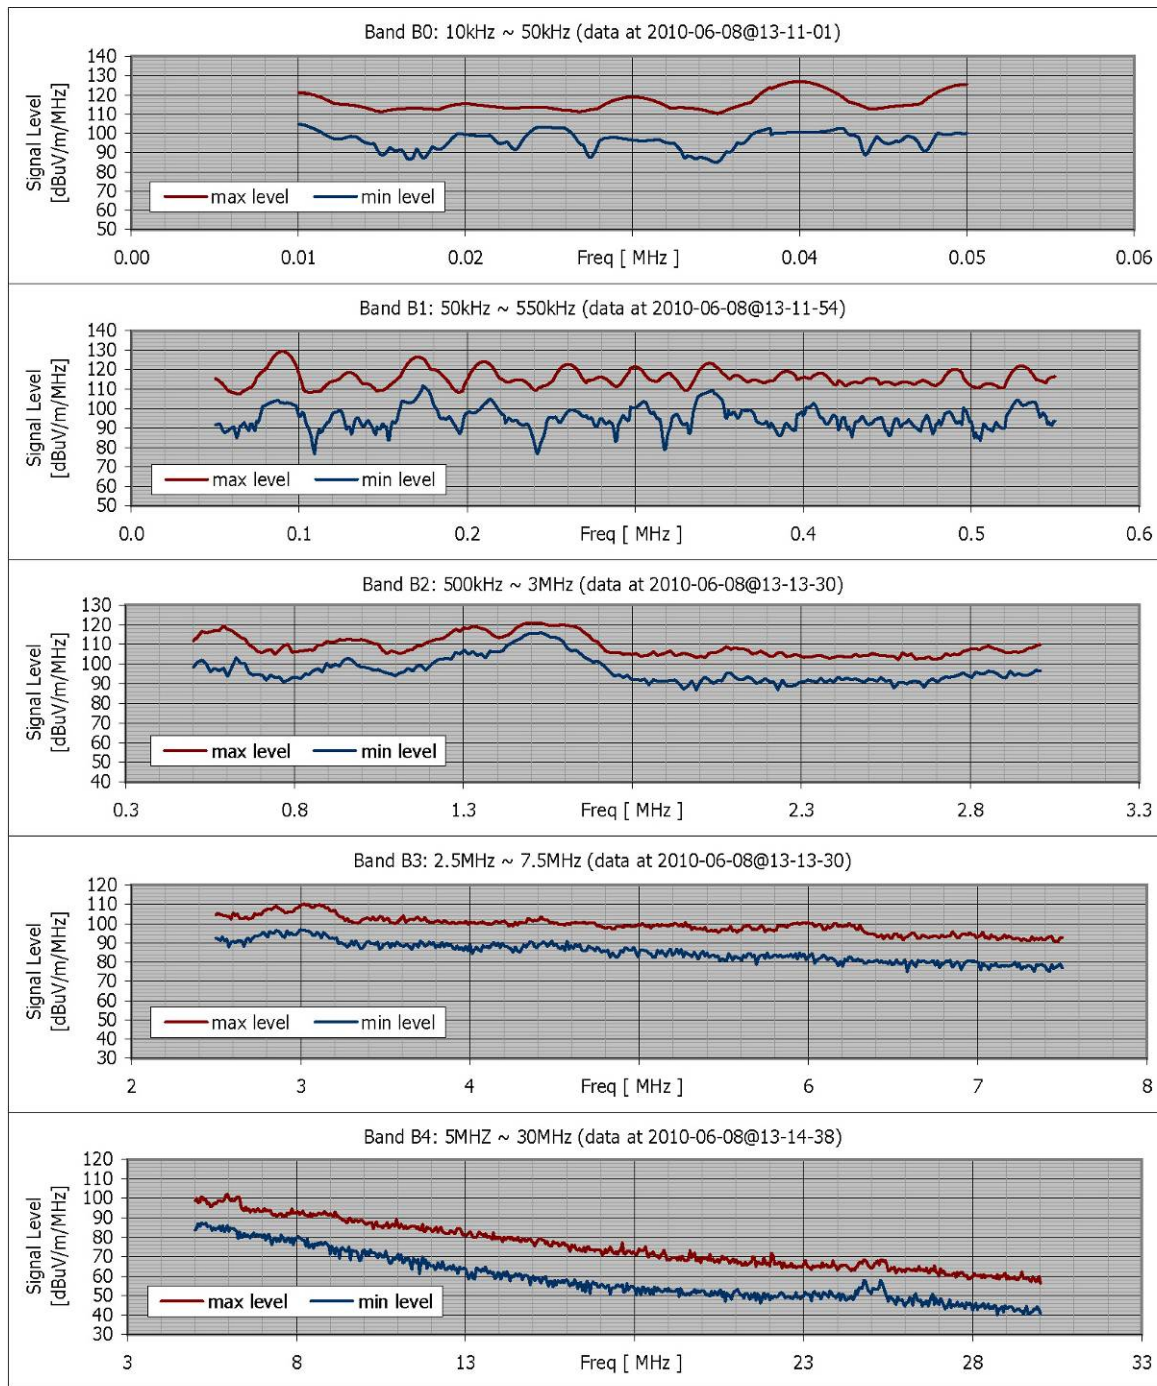 Band B0: 10kHz ~ 50kHz (data at 2010-06-08@13-11-01)
Signal Level
[dBuV/m/MHz]
140
130
120
110
100
90
80
70
60
50
max level min level
0.00 0.01 0.02 Freq [ MHz ] 0.04 0.05 0.06
Band B1: 50kHz ~ 550kHz (data at 2010-06-08@13-11-54)
Signal Level
[dBuV/m/MHz]
140
130
120
110
100
90
80
70
60
50
max level min level
0.0 0.1 0.2 Freq [ MHz ] 0.4 0.5 0.6
Band B2: 500kHz ~ 3MHz (data at 2010-06-08@13-13-30)
Signal Level
[dBuV/m/MHz]
130
120
110
100
90
80
70
60
50
40
max level min level
0.3 0.8 1.3 Freq [ MHz ] 2.3 2.8 3.3
Band B3: 2.5MHz ~ 7.5MHz (data at 2010-06-08@13-13-30)
Signal Level
[dBuV/m/MHz]
120
110
100
90
80
70
60
50
40
30
max level min level
2 3 4 Freq [ MHz ] 6 7 8
Band B4: 5MHZ ~ 30MHz (data at 2010-06-08@13-14-38)
Signal Level
[dBuV/m/MHz]
120
110
100
90
80
70
60
50
40
30
max level min level
3 8 13 Freq [ MHz ] 23 28 33